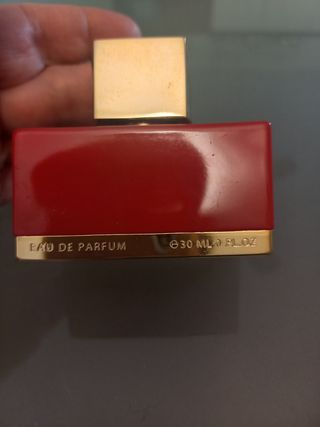 EAU DE PARFUM ℮30 ML 1 FL.OZ